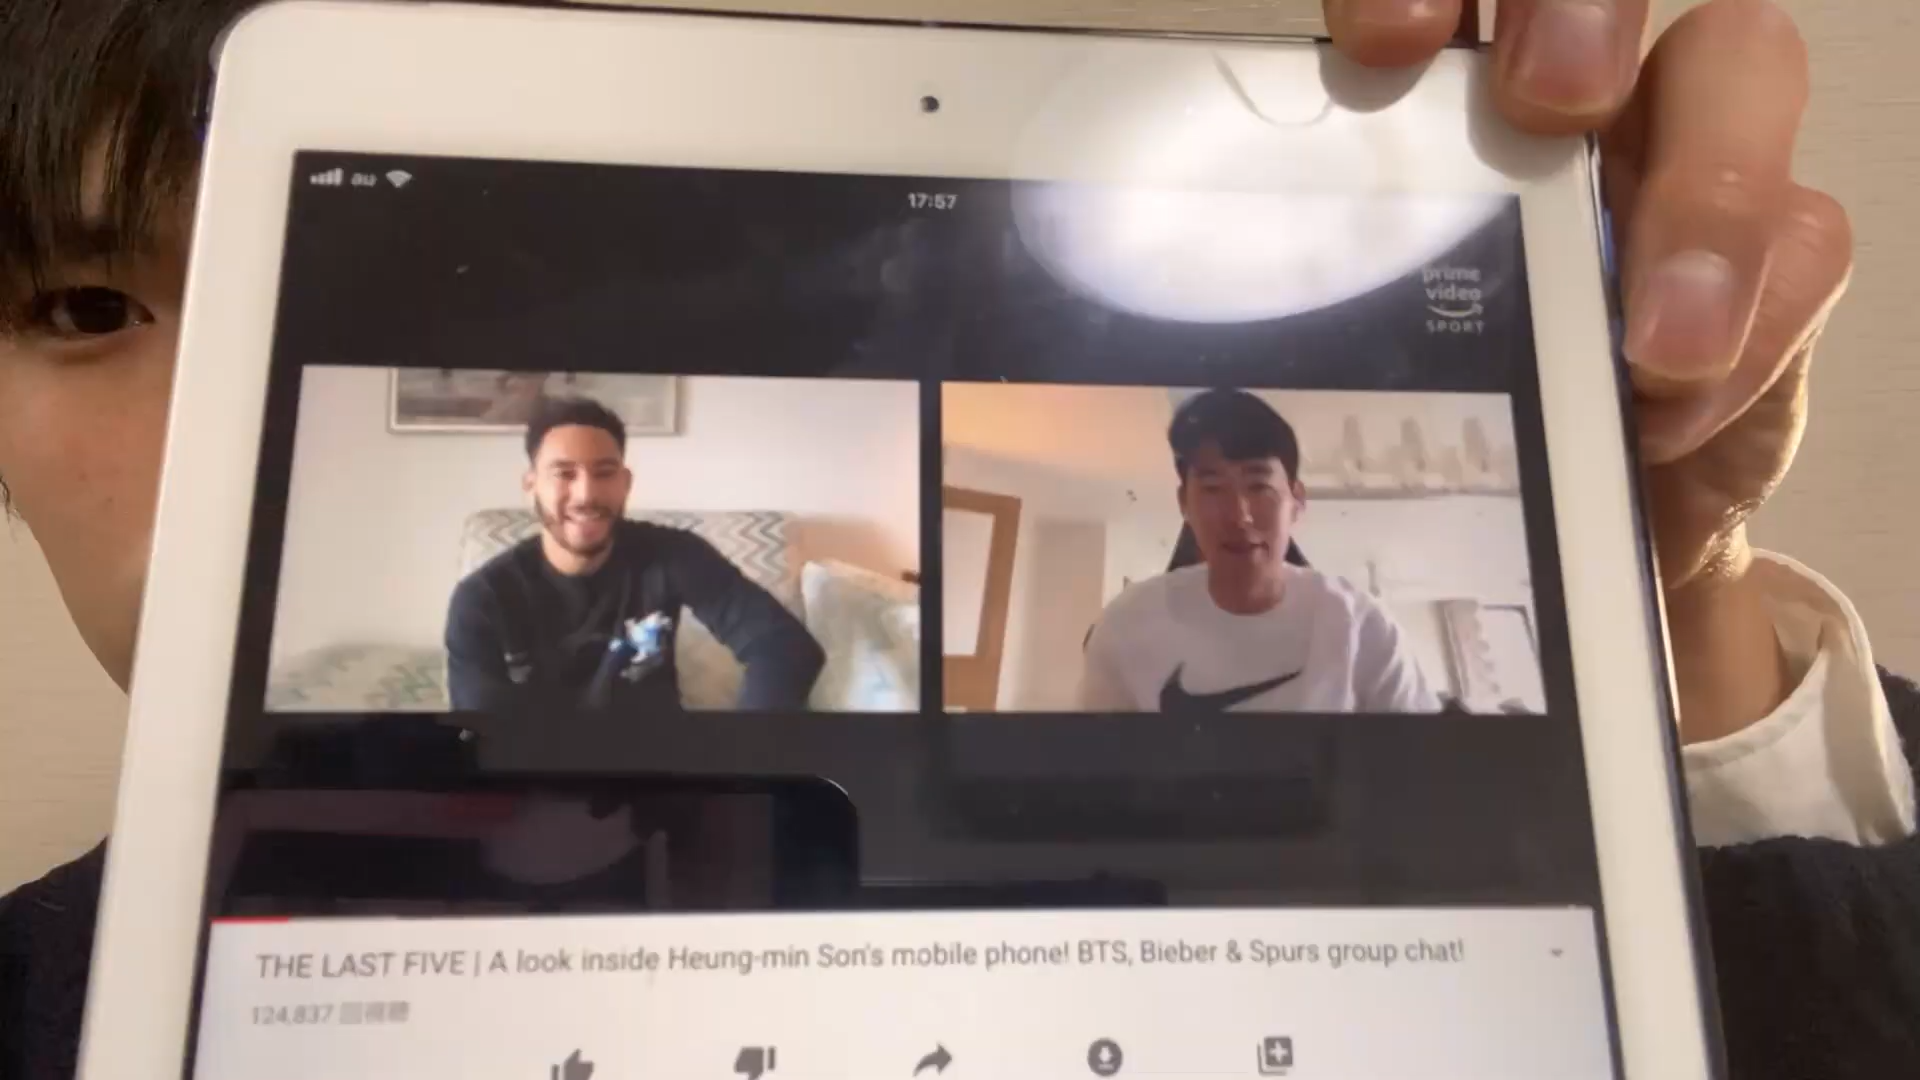 au
17:57
prime
video
SPORT
THE LAST FIVE | A look inside Heung-min Son's mobile phone! BTS, Bieber & Spurs group chat!
124,837 回視聴